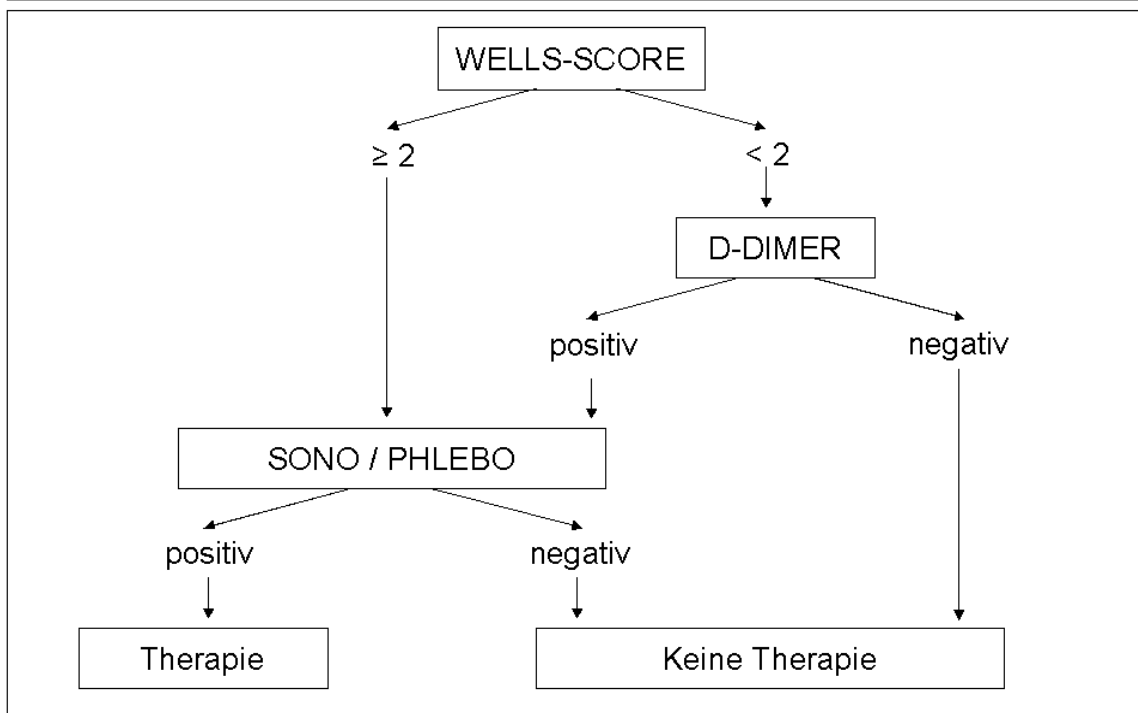 WELLS-SCORE
≥ 2
< 2
D-DIMER
positiv
negativ
SONO / PHLEBO
positiv
negativ
Therapie
Keine Therapie